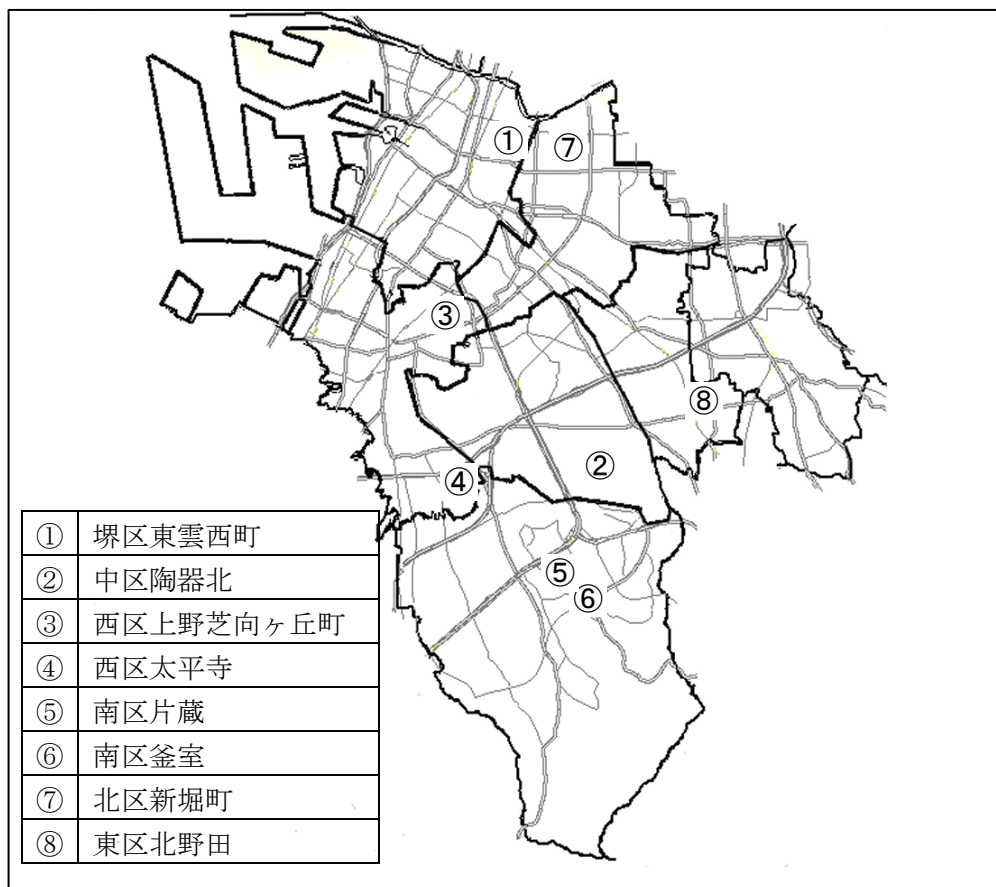 ①
⑦
③
⑧
②
④
⑤
⑥
① 堺区東雲西町
② 中区陶器北
③ 西区上野芝向ヶ丘町
④ 西区太平寺
⑤ 南区片蔵
⑥ 南区釜室
⑦ 北区新堀町
⑧ 東区北野田